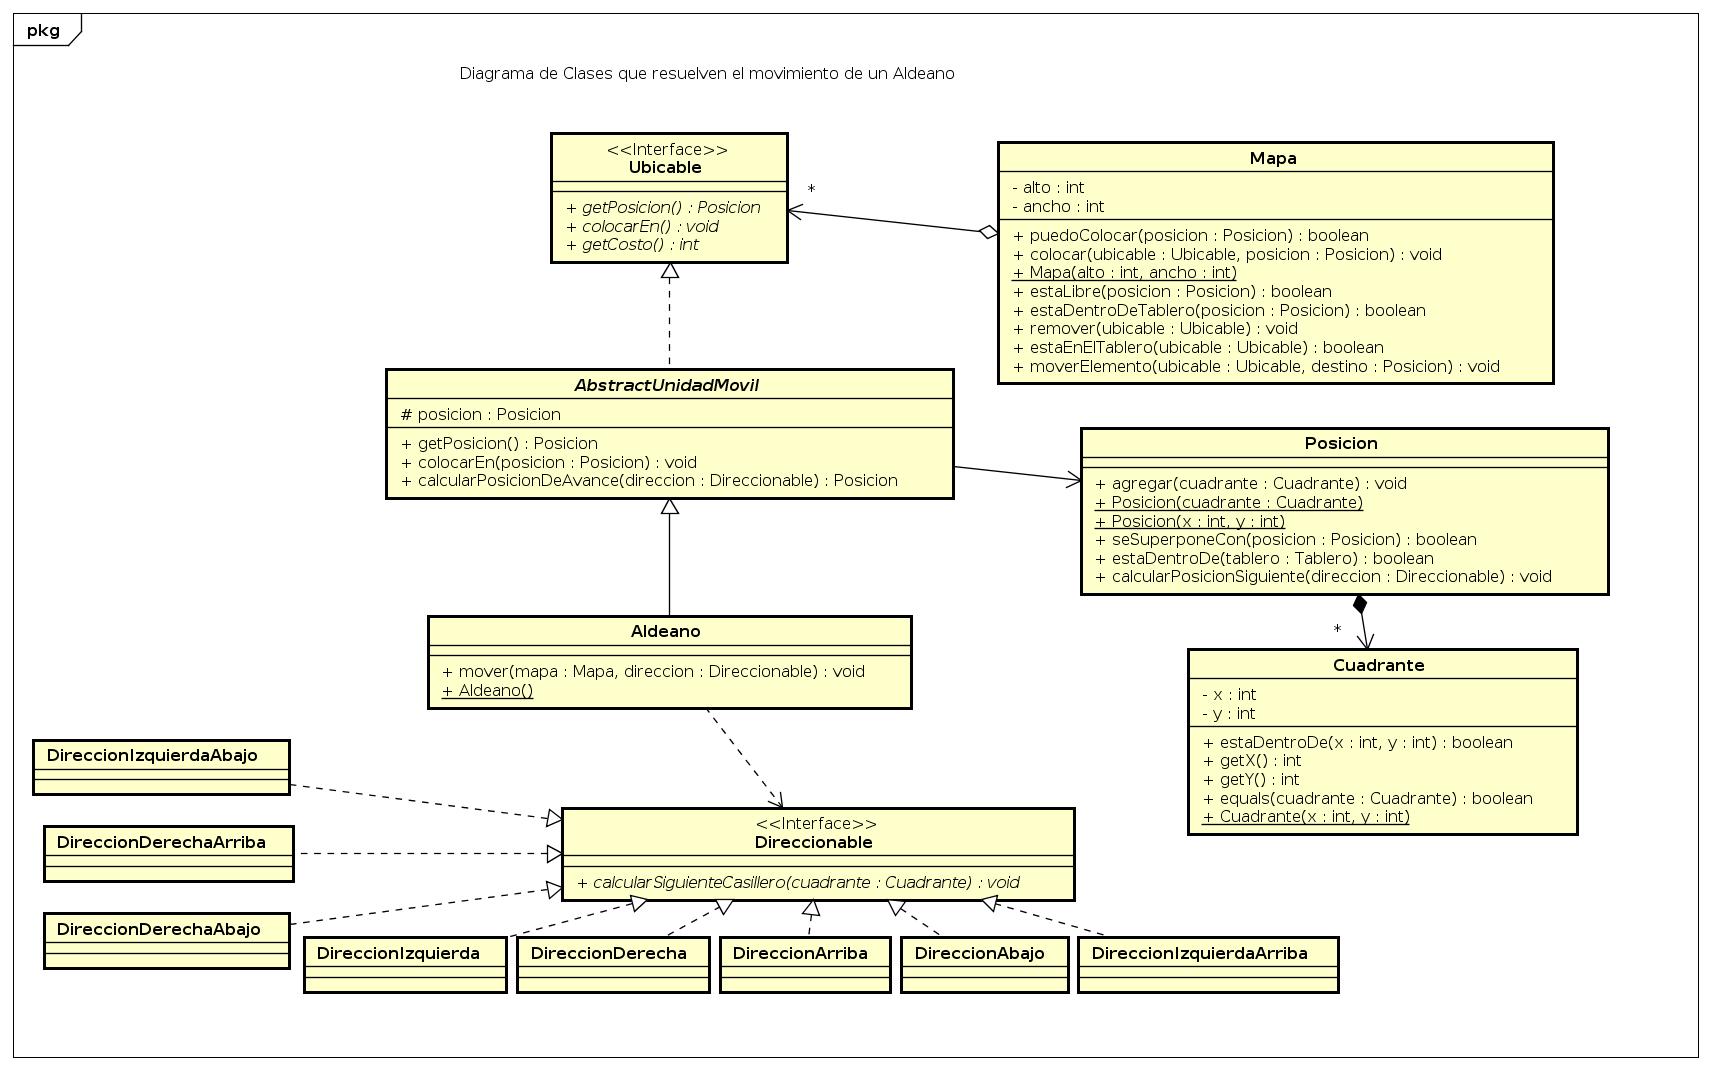 pkg
Diagrama de Clases que resuelven el movimiento de un Aldeano
<<Interface>>
Ubicable
+ getPosicion() : Posicion
+ colocarEn() : void
+ getCosto() : int
*
Mapa
- alto : int
- ancho : int
+ puedoColocar(posicion : Posicion) : boolean
+ colocar(ubicable : Ubicable, posicion : Posicion) : void
+ Mapa(alto : int, ancho : int)
+ estaLibre(posicion : Posicion) : boolean
+ estaDentroDeTablero(posicion : Posicion) : boolean
+ remover(ubicable : Ubicable) : void
+ estaEnElTablero(ubicable : Ubicable) : boolean
+ moverElemento(ubicable : Ubicable, destino : Posicion) : void
AbstractUnidadMovil
# posicion : Posicion
+ getPosicion() : Posicion
+ colocarEn(posicion : Posicion) : void
+ calcularPosicionDeAvance(direccion : Direccionable) : Posicion
Posicion
+ agregar(cuadrante : Cuadrante) : void
+ Posicion(cuadrante : Cuadrante)
+ Posicion(x : int, y : int)
+ seSuperponeCon(posicion : Posicion) : boolean
+ estaDentroDe(tablero : Tablero) : boolean
+ calcularPosicionSiguiente(direccion : Direccionable) : void
*
Aldeano
+ mover(mapa : Mapa, direccion : Direccionable) : void
+ Aldeano()
Cuadrante
- x : int
- y : int
+ estaDentroDe(x : int, y : int) : boolean
+ getX() : int
+ getY() : int
+ equals(cuadrante : Cuadrante) : boolean
+ Cuadrante(x : int, y : int)
DireccionIzquierdaAbajo
DireccionDerechaArriba
DireccionDerechaAbajo
<<Interface>>
Direccionable
+ calcularSiguienteCasillero(cuadrante : Cuadrante) : void
DireccionIzquierda
DireccionDerecha
DireccionArriba
DireccionAbajo
DireccionIzquierdaArriba